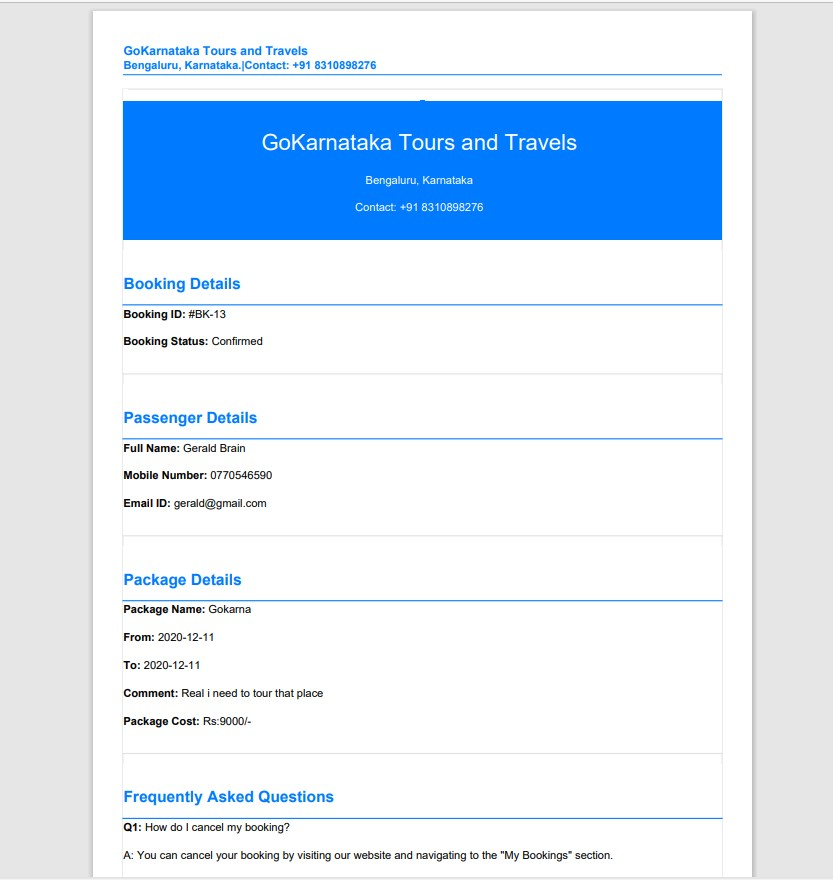 GoKarnataka Tours and Travels
Bengaluru, Karnataka.|Contact: +91 8310898276
GoKarnataka Tours and Travels
Bengaluru, Karnataka
Contact: +91 8310898276
Booking Details
Booking ID: #BK-13
Booking Status: Confirmed
Passenger Details
Full Name: Gerald Brain
Mobile Number: 0770546590
Email ID: gerald@gmail.com
Package Details
Package Name: Gokarna
From: 2020-12-11
To: 2020-12-11
Comment: Real i need to tour that place
Package Cost: Rs:9000/-
Frequently Asked Questions
Q1: How do I cancel my booking?
A: You can cancel your booking by visiting our website and navigating to the "My Bookings" section.